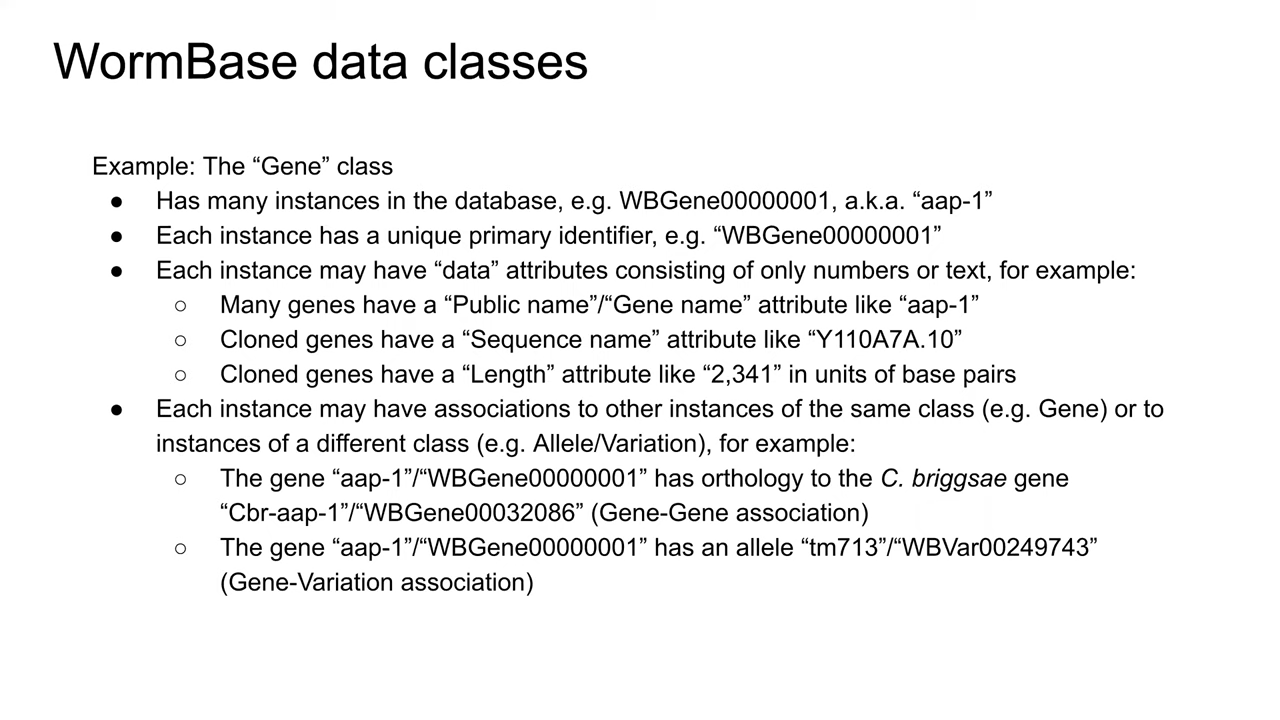 WormBase data classes
Example: The “Gene” class
● Has many instances in the database, e.g. WBGene00000001, a.k.a. “aap-1”
● Each instance has a unique primary identifier, e.g. “WBGene00000001”
● Each instance may have “data” attributes consisting of only numbers or text, for example:
○ Many genes have a “Public name”/“Gene name” attribute like “aap-1”
○ Cloned genes have a “Sequence name” attribute like “Y110A7A.10”
○ Cloned genes have a “Length” attribute like “2,341” in units of base pairs
● Each instance may have associations to other instances of the same class (e.g. Gene) or to
instances of a different class (e.g. Allele/Variation), for example:
○ The gene “aap-1”/“WBGene00000001” has orthology to the C. briggsae gene
“Cbr-aap-1”/“WBGene00032086” (Gene-Gene association)
○ The gene “aap-1”/“WBGene00000001” has an allele “tm713”/“WBVar00249743”
(Gene-Variation association)